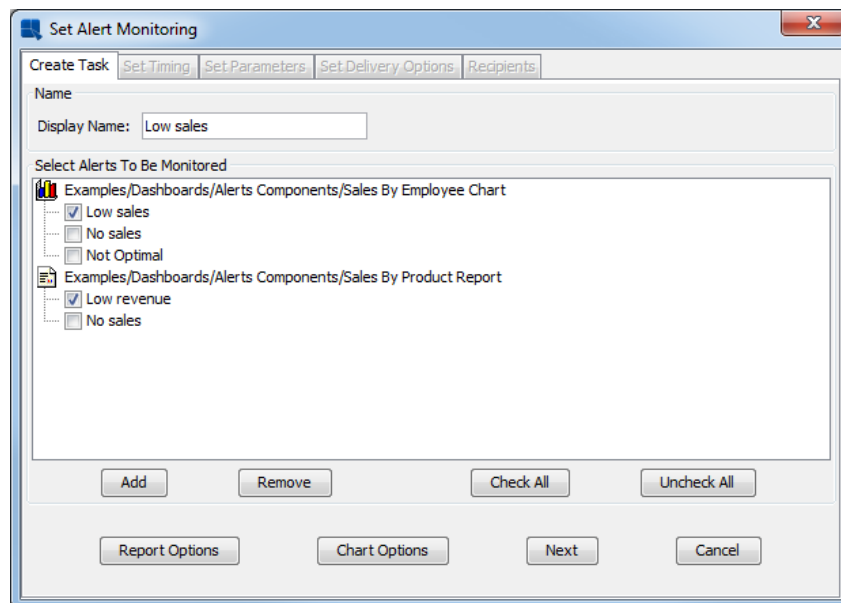 Set Alert Monitoring
Create Task Set Timing Set Parameters Set Delivery Options Recipients
Name
Display Name: Low sales
Select Alerts To Be Monitored
Examples/Dashboards/Alerts Components/Sales By Employee Chart
Low sales
No sales
Not Optimal
Examples/Dashboards/Alerts Components/Sales By Product Report
Low revenue
No sales
Add Remove Check All Uncheck All
Report Options Chart Options Next Cancel